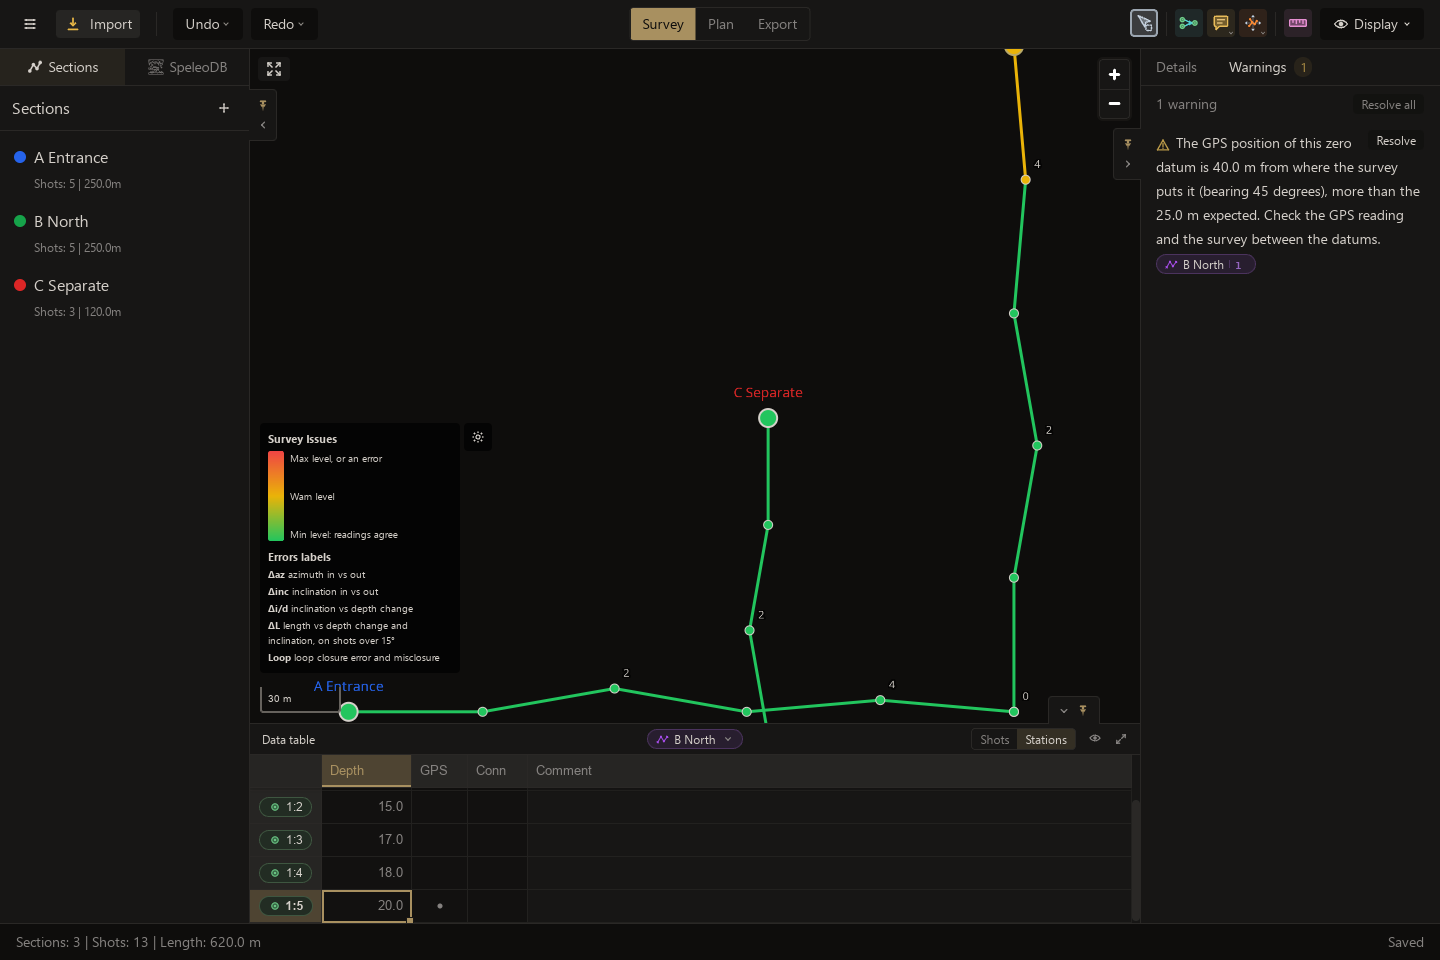 Import
Undo
Redo
Survey
Plan
Export
Display
Sections
SpeleoDB
Sections
A Entrance
Shots: 5 | 250.0m
B North
Shots: 5 | 250.0m
C Separate
Shots: 3 | 120.0m
4
2
C Separate
2
2
4
0
A Entrance
30 m
Survey Issues
Max level, or an error
Warn level
Min level: readings agree
Errors labels
Δaz azimuth in vs out
Δinc inclination in vs out
Δi/d inclination vs depth change
ΔL length vs depth change and
inclination, on shots over 15°
Loop loop closure error and misclosure
Details
Warnings 1
1 warning
Resolve all
The GPS position of this zero
Resolve
datum is 40.0 m from where the survey
puts it (bearing 45 degrees), more than the
25.0 m expected. Check the GPS reading
and the survey between the datums.
B North 1
Data table
B North
Shots
Stations
Depth GPS Conn Comment
1:2 15.0
1:3 17.0
1:4 18.0
1:5 20.0
Sections: 3 | Shots: 13 | Length: 620.0 m
Saved